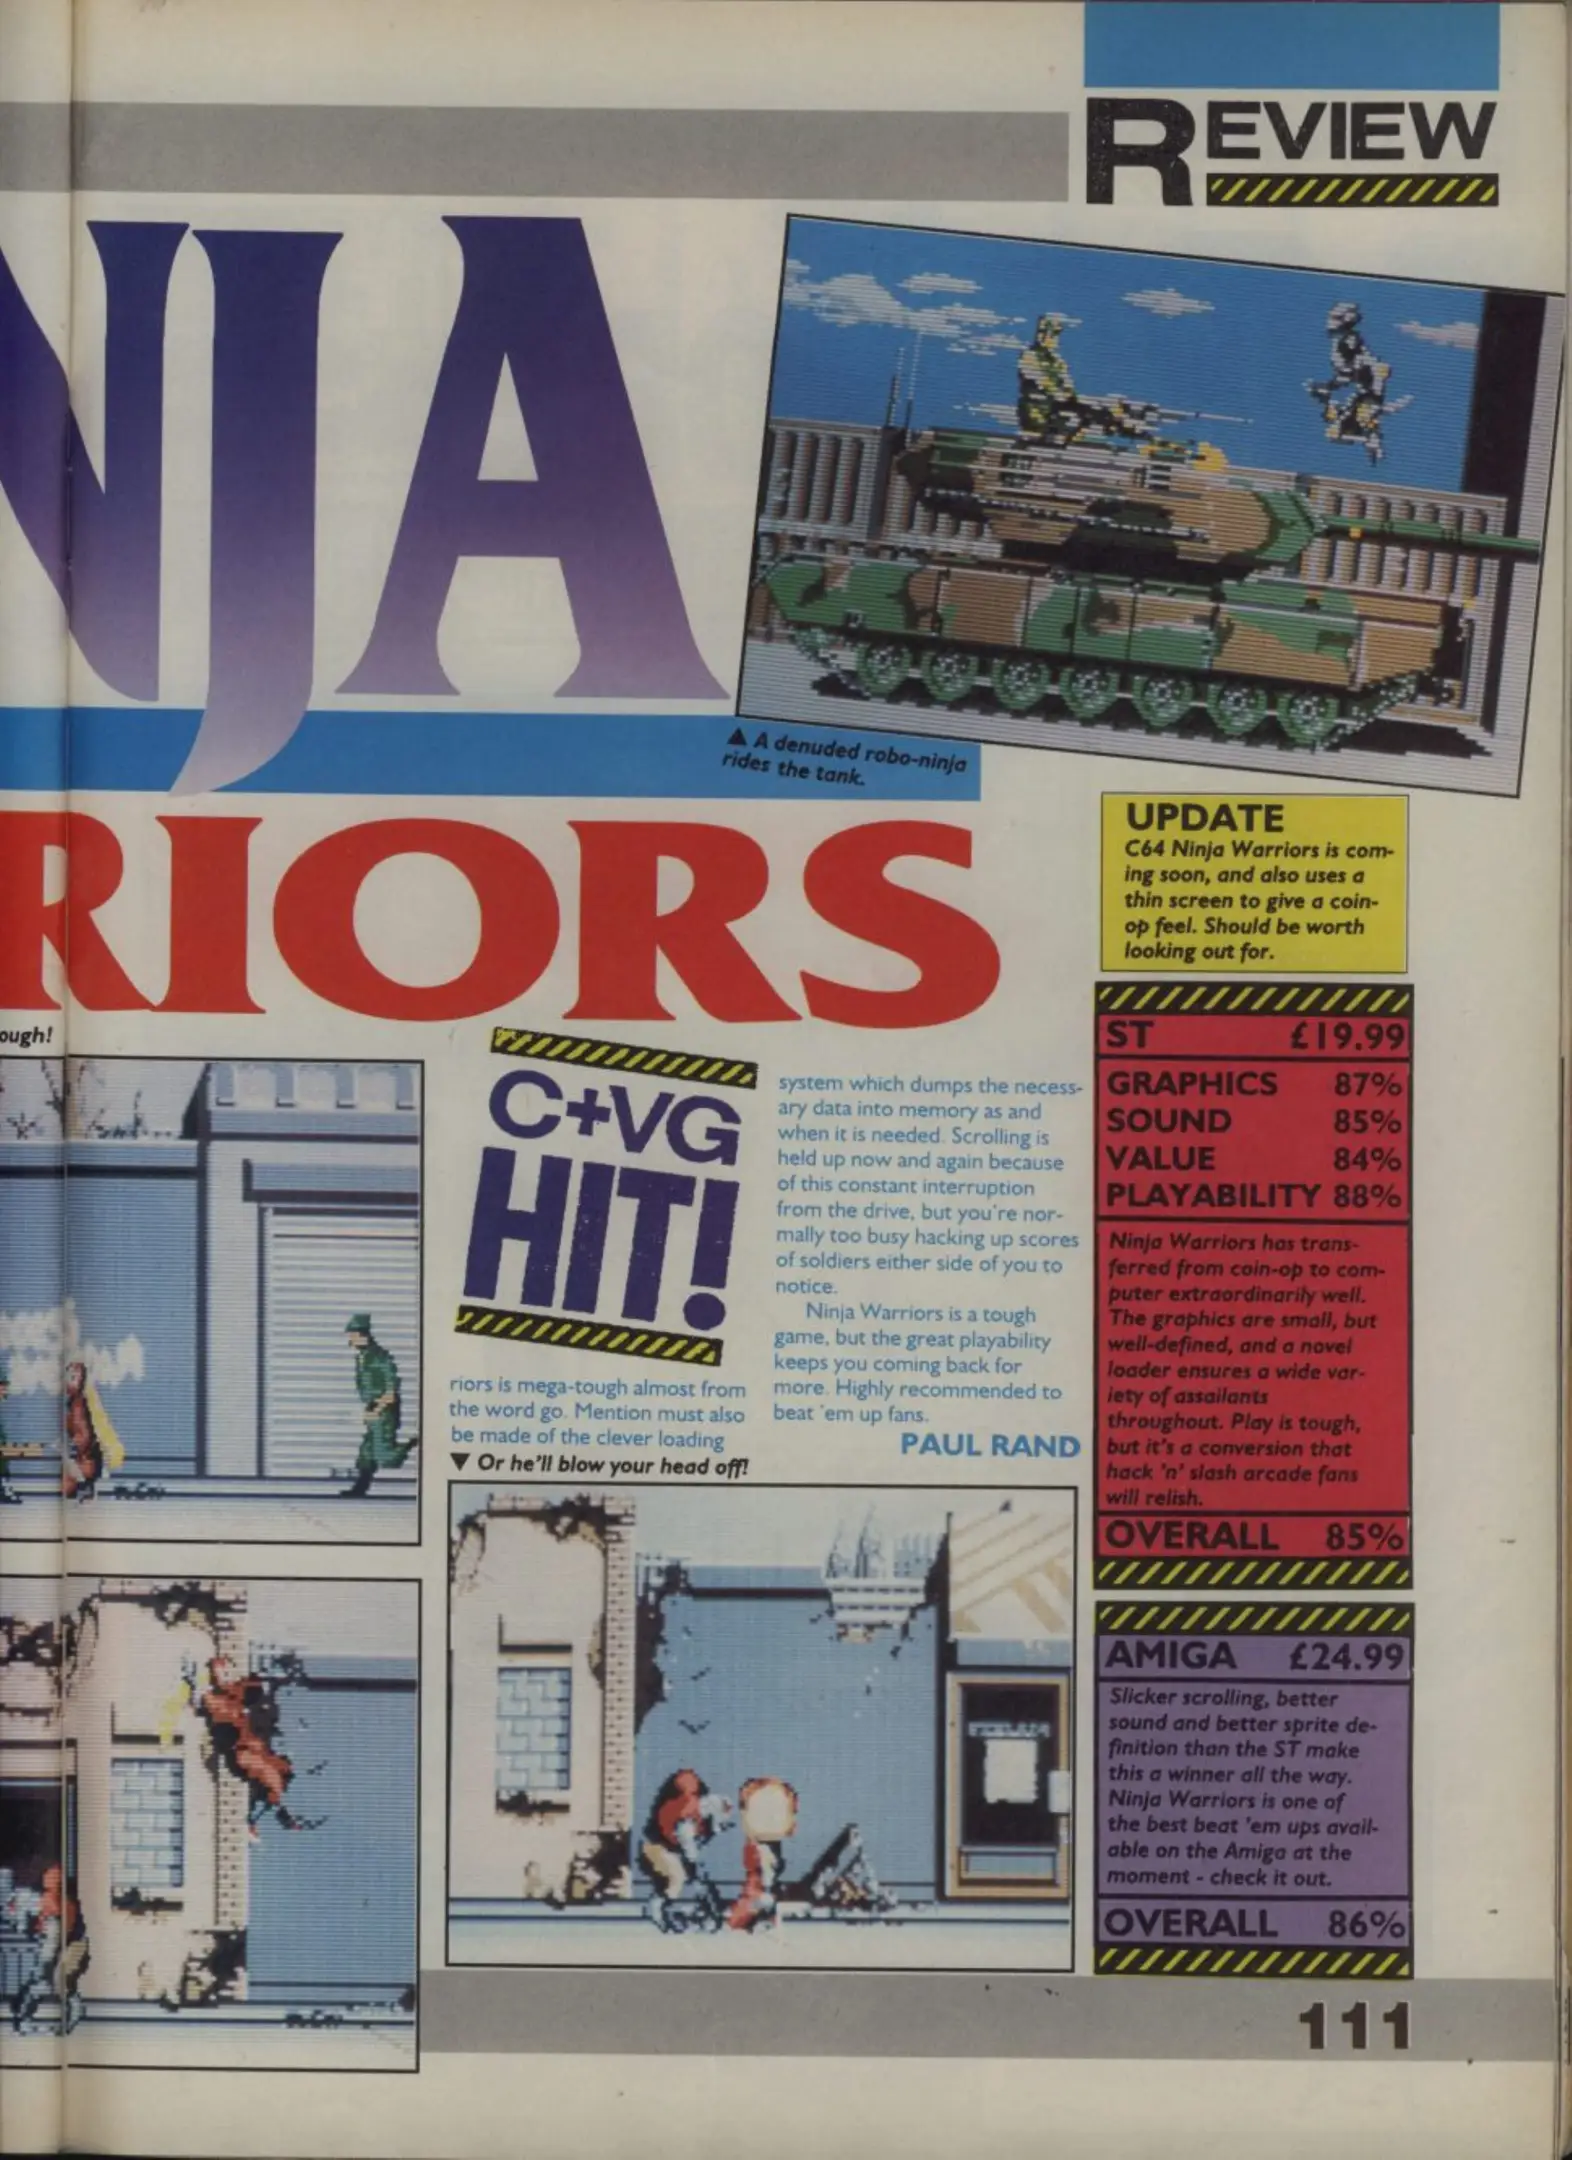 REVIEW
NJA
▲ A denuded robo-ninja
rides the tank.
RIORS
ough!
C+VG
HIT!
riors is mega-tough almost from
the word go. Mention must also
be made of the clever loading
▼ Or he'll blow your head off!
system which dumps the necess-
ary data into memory as and
when it is needed. Scrolling is
held up now and again because
of this constant interruption
from the drive, but you're nor-
mally too busy hacking up scores
of soldiers either side of you to
notice.
Ninja Warriors is a tough
game, but the great playability
keeps you coming back for
more. Highly recommended to
beat 'em up fans.
PAUL RAND
UPDATE
C64 Ninja Warriors is com-
ing soon, and also uses a
thin screen to give a coin-
op feel. Should be worth
looking out for.
ST £19.99
GRAPHICS 87%
SOUND 85%
VALUE 84%
PLAYABILITY 88%
Ninja Warriors has trans-
ferred from coin-op to com-
puter extraordinarily well.
The graphics are small, but
well-defined, and a novel
loader ensures a wide var-
iety of assailants
throughout. Play is tough,
but it's a conversion that
hack 'n' slash arcade fans
will relish.
OVERALL 85%
AMIGA £24.99
Slicker scrolling, better
sound and better sprite de-
finition than the ST make
this a winner all the way.
Ninja Warriors is one of
the best beat 'em ups avail-
able on the Amiga at the
moment - check it out.
OVERALL 86%
111